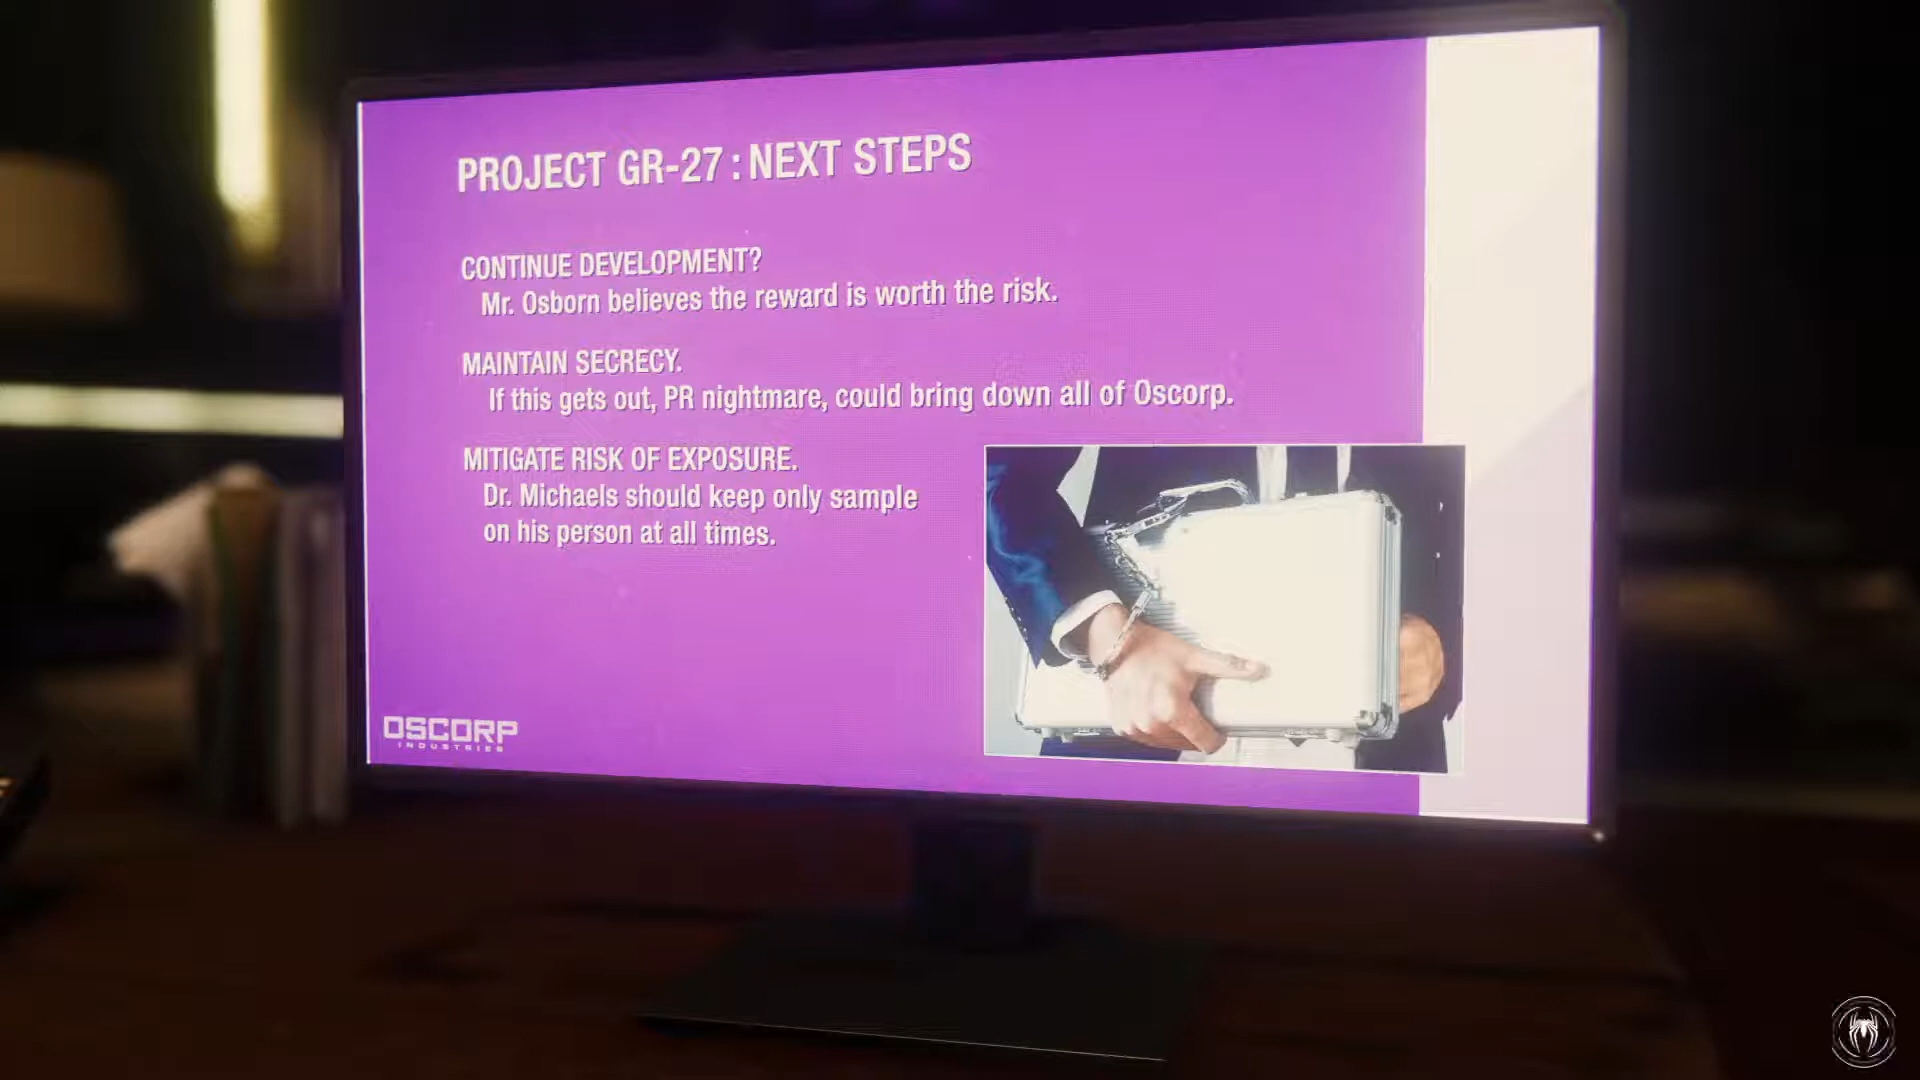 PROJECT GR-27 : NEXT STEPS
CONTINUE DEVELOPMENT?
Mr. Osborn believes the reward is worth the risk.
MAINTAIN SECRECY.
If this gets out, PR nightmare, could bring down all of Oscorp.
MITIGATE RISK OF EXPOSURE.
Dr. Michaels should keep only sample
on his person at all times.
OSCORP
INDUSTRIES